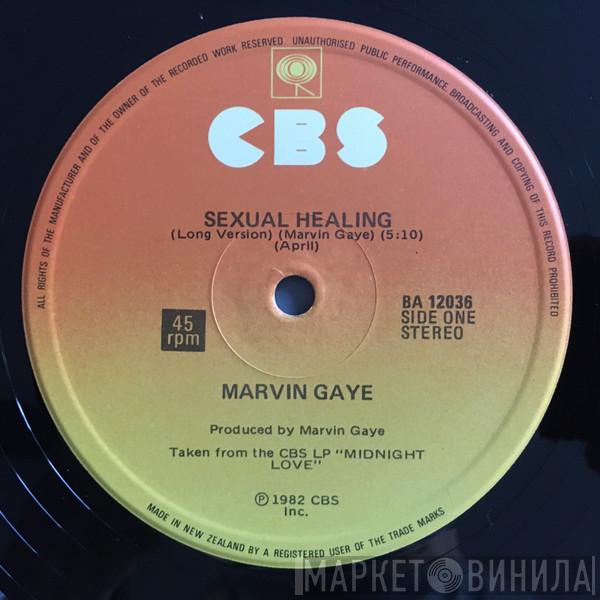 ALL RIGHTS OF THE MANUFACTURER AND OF THE OWNER OF THE RECORDED WORK RESERVED. UNAUTHORISED PUBLIC PERFORMANCE, BROADCASTING AND COPYING OF THIS RECORD PROHIBITED
CBS
SEXUAL HEALING
(Long Version) (Marvin Gaye) (5:10)
(April)
45
rpm
BA 12036
SIDE ONE
STEREO
MARVIN GAYE
Produced by Marvin Gaye
Taken from the CBS LP "MIDNIGHT
LOVE"
℗ 1982 CBS
Inc.
MADE IN NEW ZEALAND BY A REGISTERED USER OF THE TRADE MARKS
МАРКЕТ ВИНИЛА